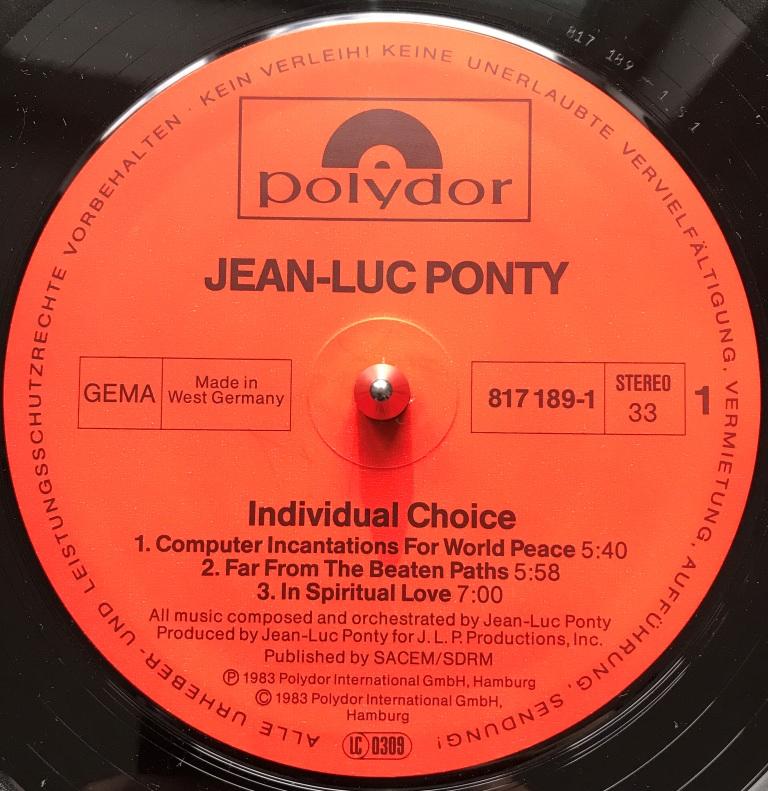 817 189 - 1 S 1
ALLE URHEBER- UND LEISTUNGSSCHUTZRECHTE VORBEHALTEN · KEIN VERLEIH! KEINE UNERLAUBTE VERVIELFÄLTIGUNG, VERMIETUNG, AUFFÜHRUNG, SENDUNG!
polydor
JEAN-LUC PONTY
GEMA
Made in
West Germany
817 189-1
STEREO
33
1
Individual Choice
1. Computer Incantations For World Peace 5:40
2. Far From The Beaten Paths 5:58
3. In Spiritual Love 7:00
All music composed and orchestrated by Jean-Luc Ponty
Produced by Jean-Luc Ponty for J. L. P. Productions, Inc.
Published by SACEM/SDRM
℗ 1983 Polydor International GmbH, Hamburg
© 1983 Polydor International GmbH,
Hamburg
LC 0309